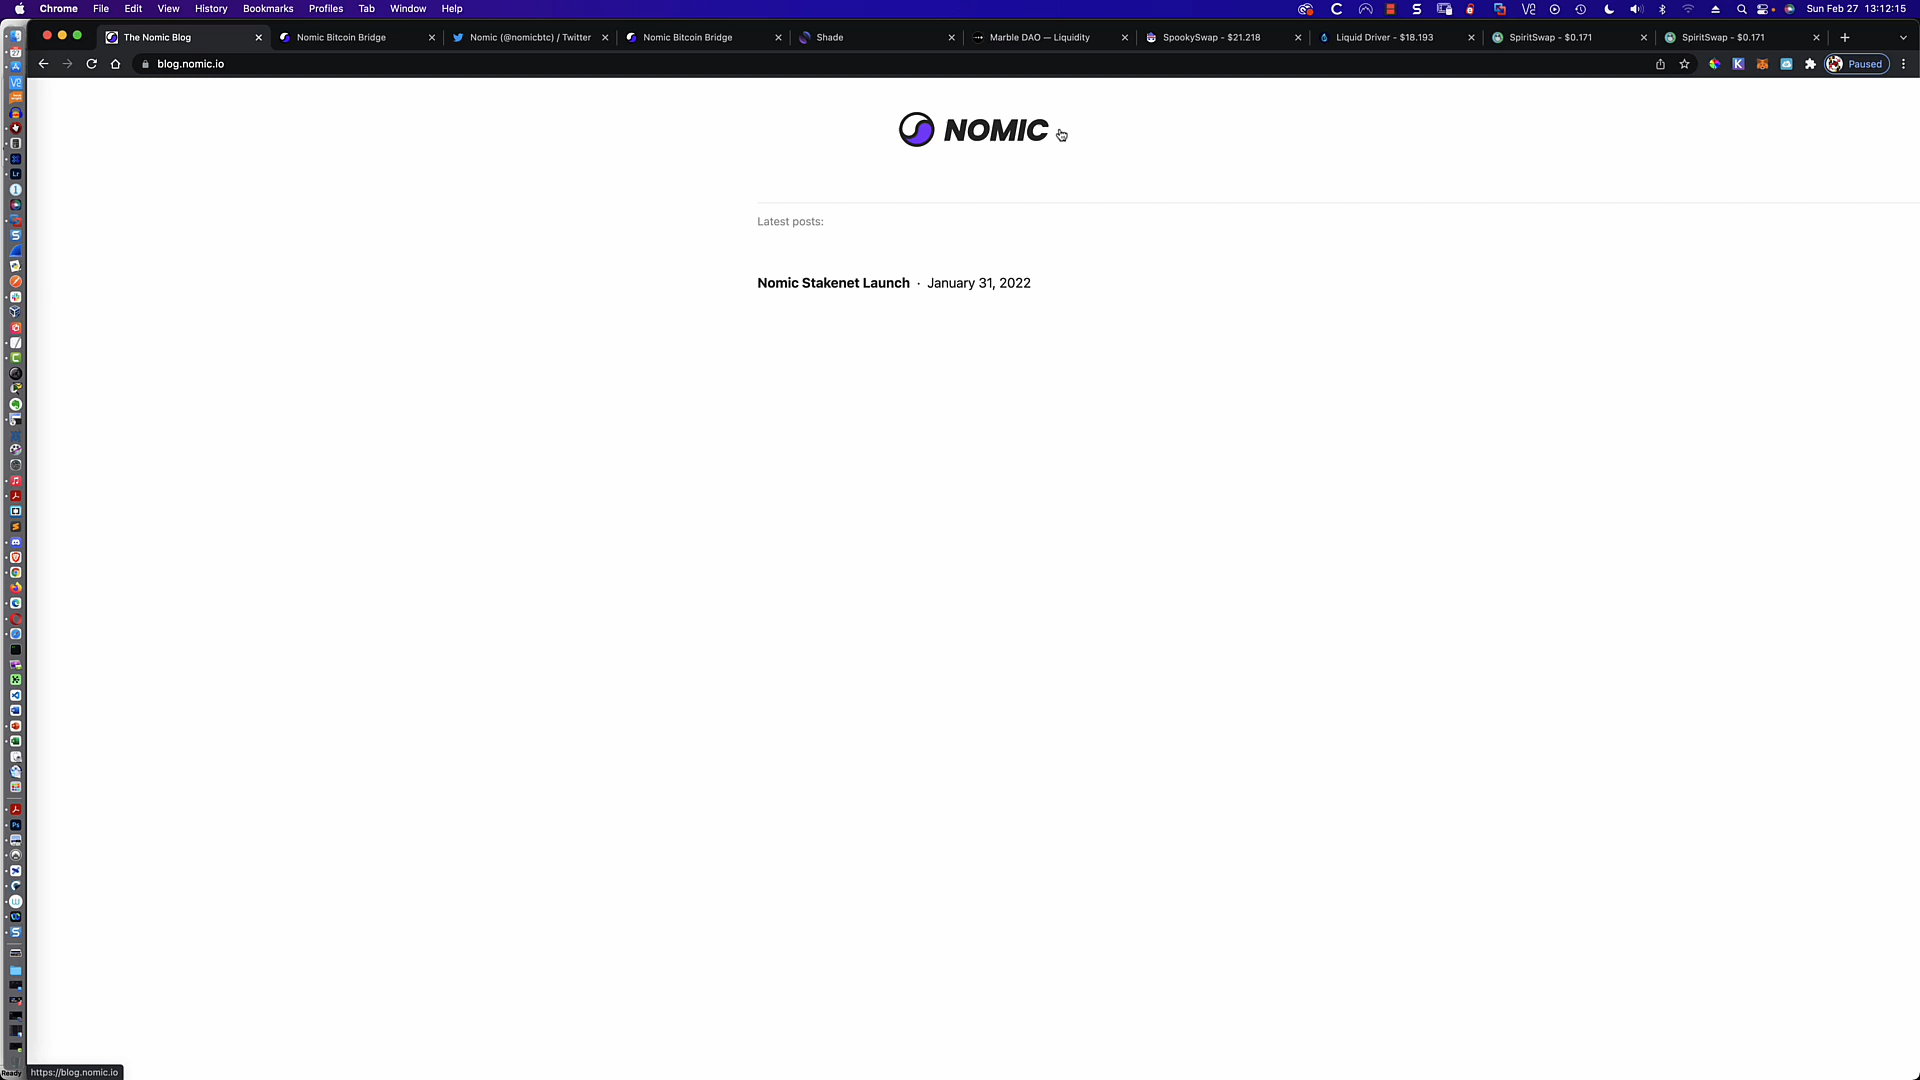 Chrome File Edit View History Bookmarks Profiles Tab Window Help Sun Feb 27 13:12:15
The Nomic Blog Nomic Bitcoin Bridge Nomic (@nomicbtc) / Twitter Nomic Bitcoin Bridge Shade Marble DAO — Liquidity SpookySwap - $21.218 Liquid Driver - $18.193 SpiritSwap - $0.171 SpiritSwap - $0.171
blog.nomic.io Paused
NOMIC
Latest posts:
Nomic Stakenet Launch · January 31, 2022
https://blog.nomic.io
Ready